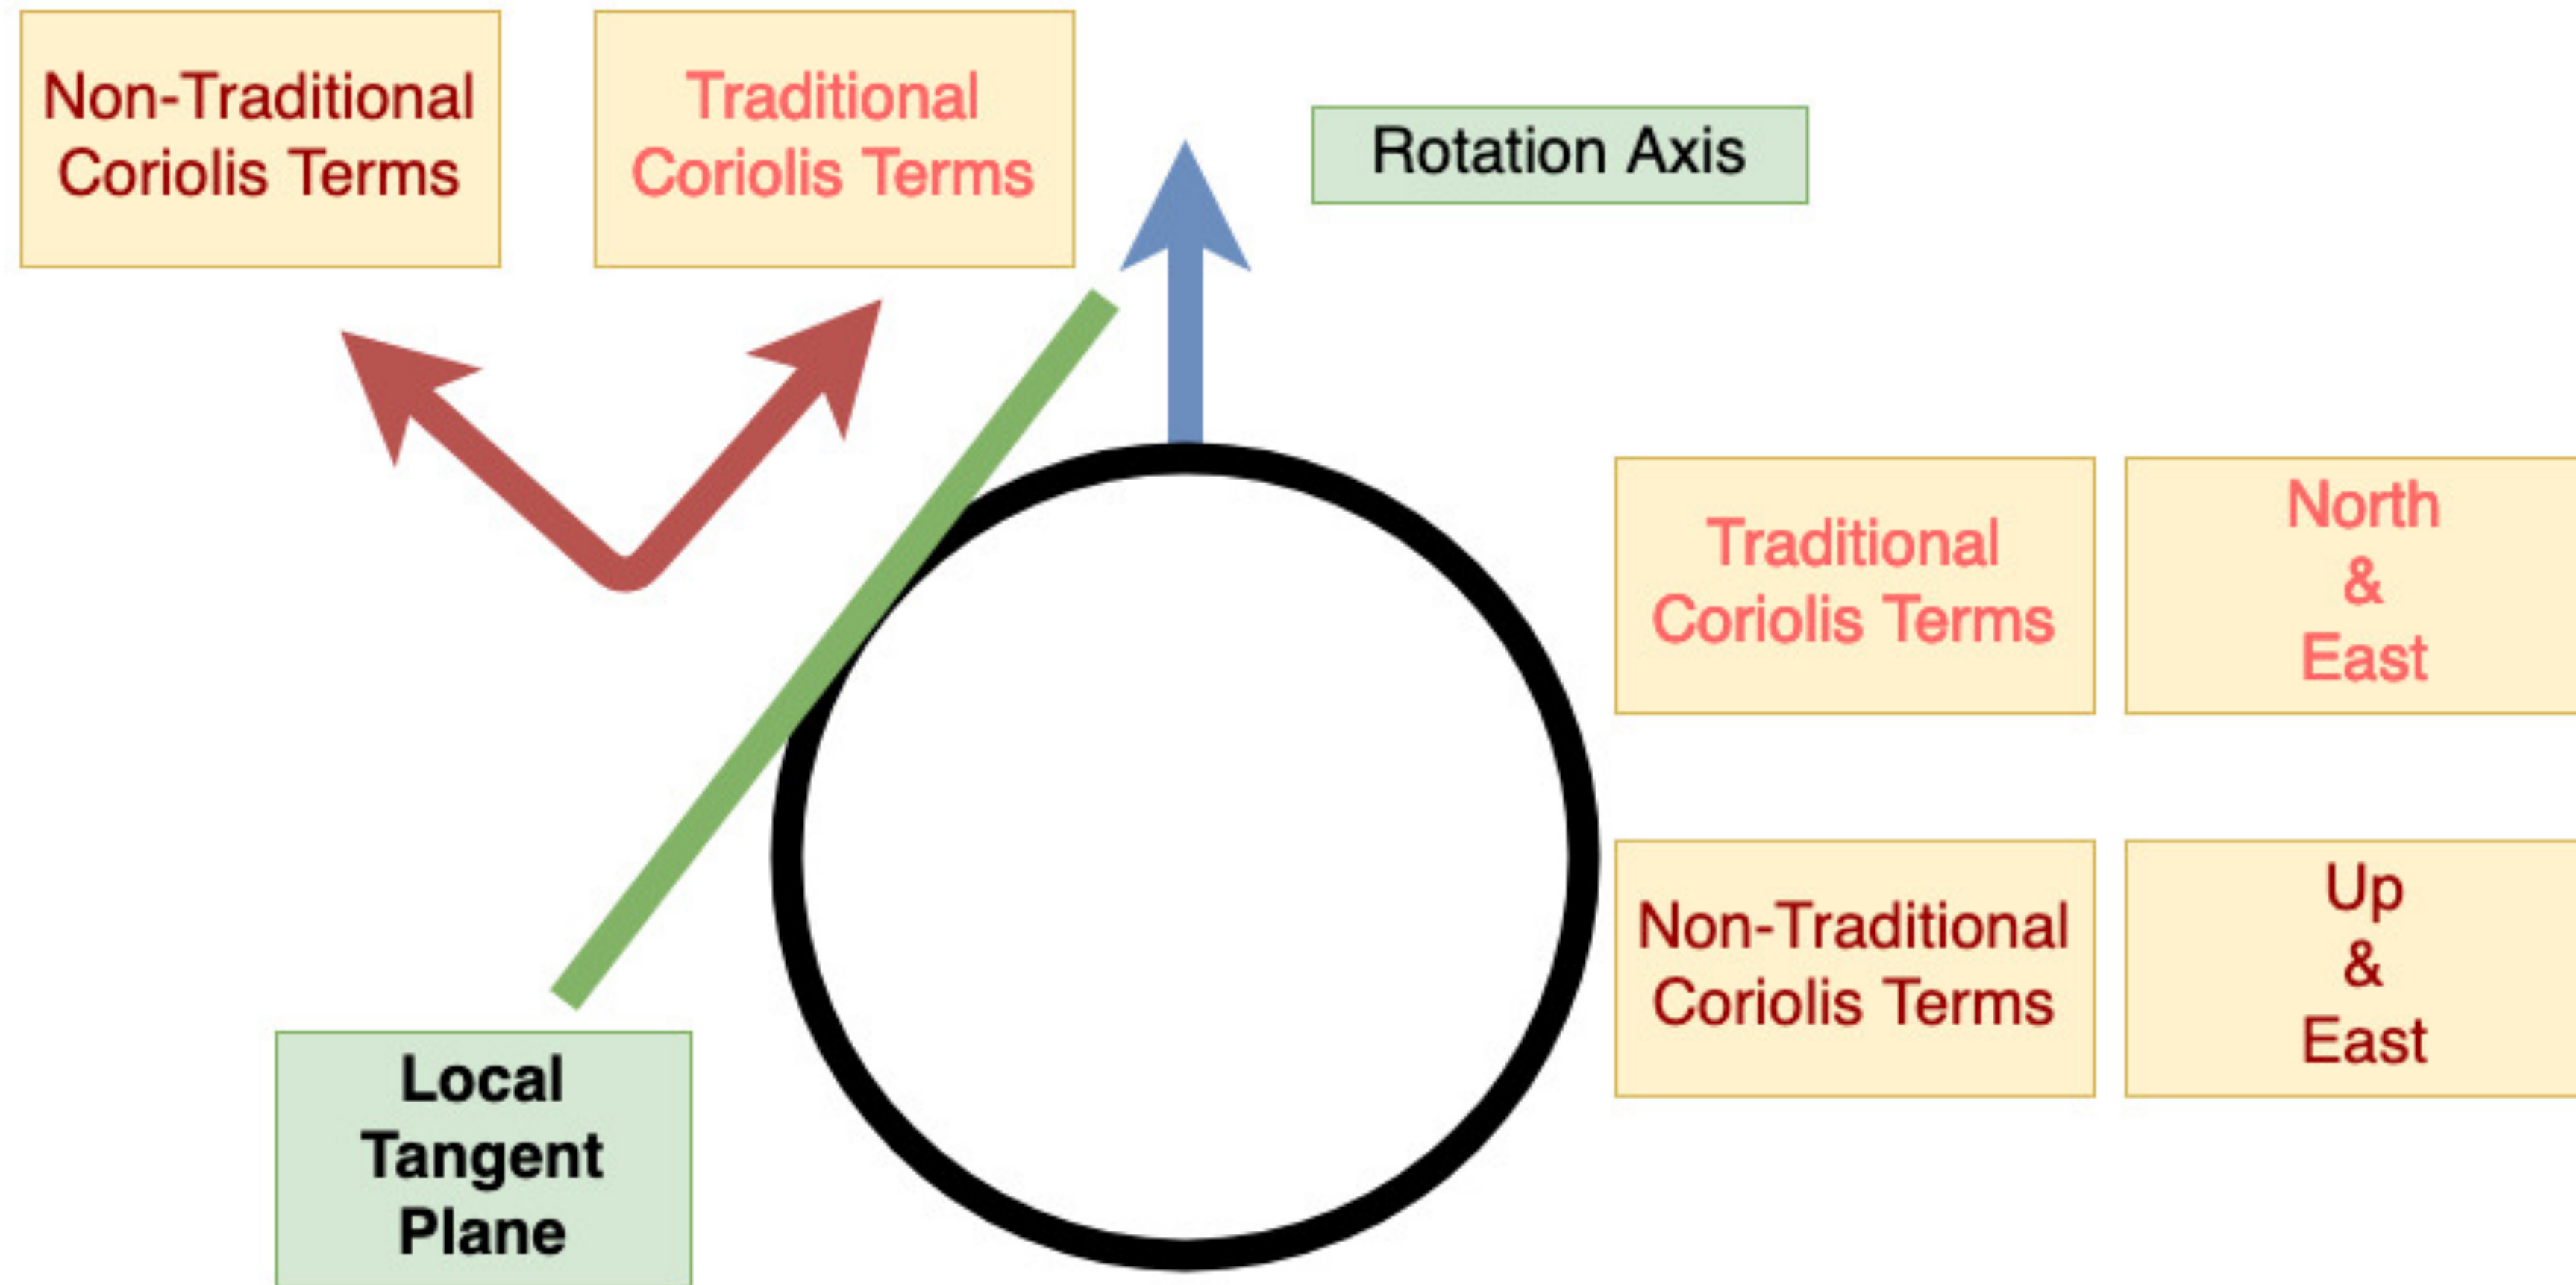 Non-Traditional
Coriolis Terms
Traditional
Coriolis Terms
Rotation Axis
Traditional
Coriolis Terms
North
&
East
Non-Traditional
Coriolis Terms
Up
&
East
Local
Tangent
Plane